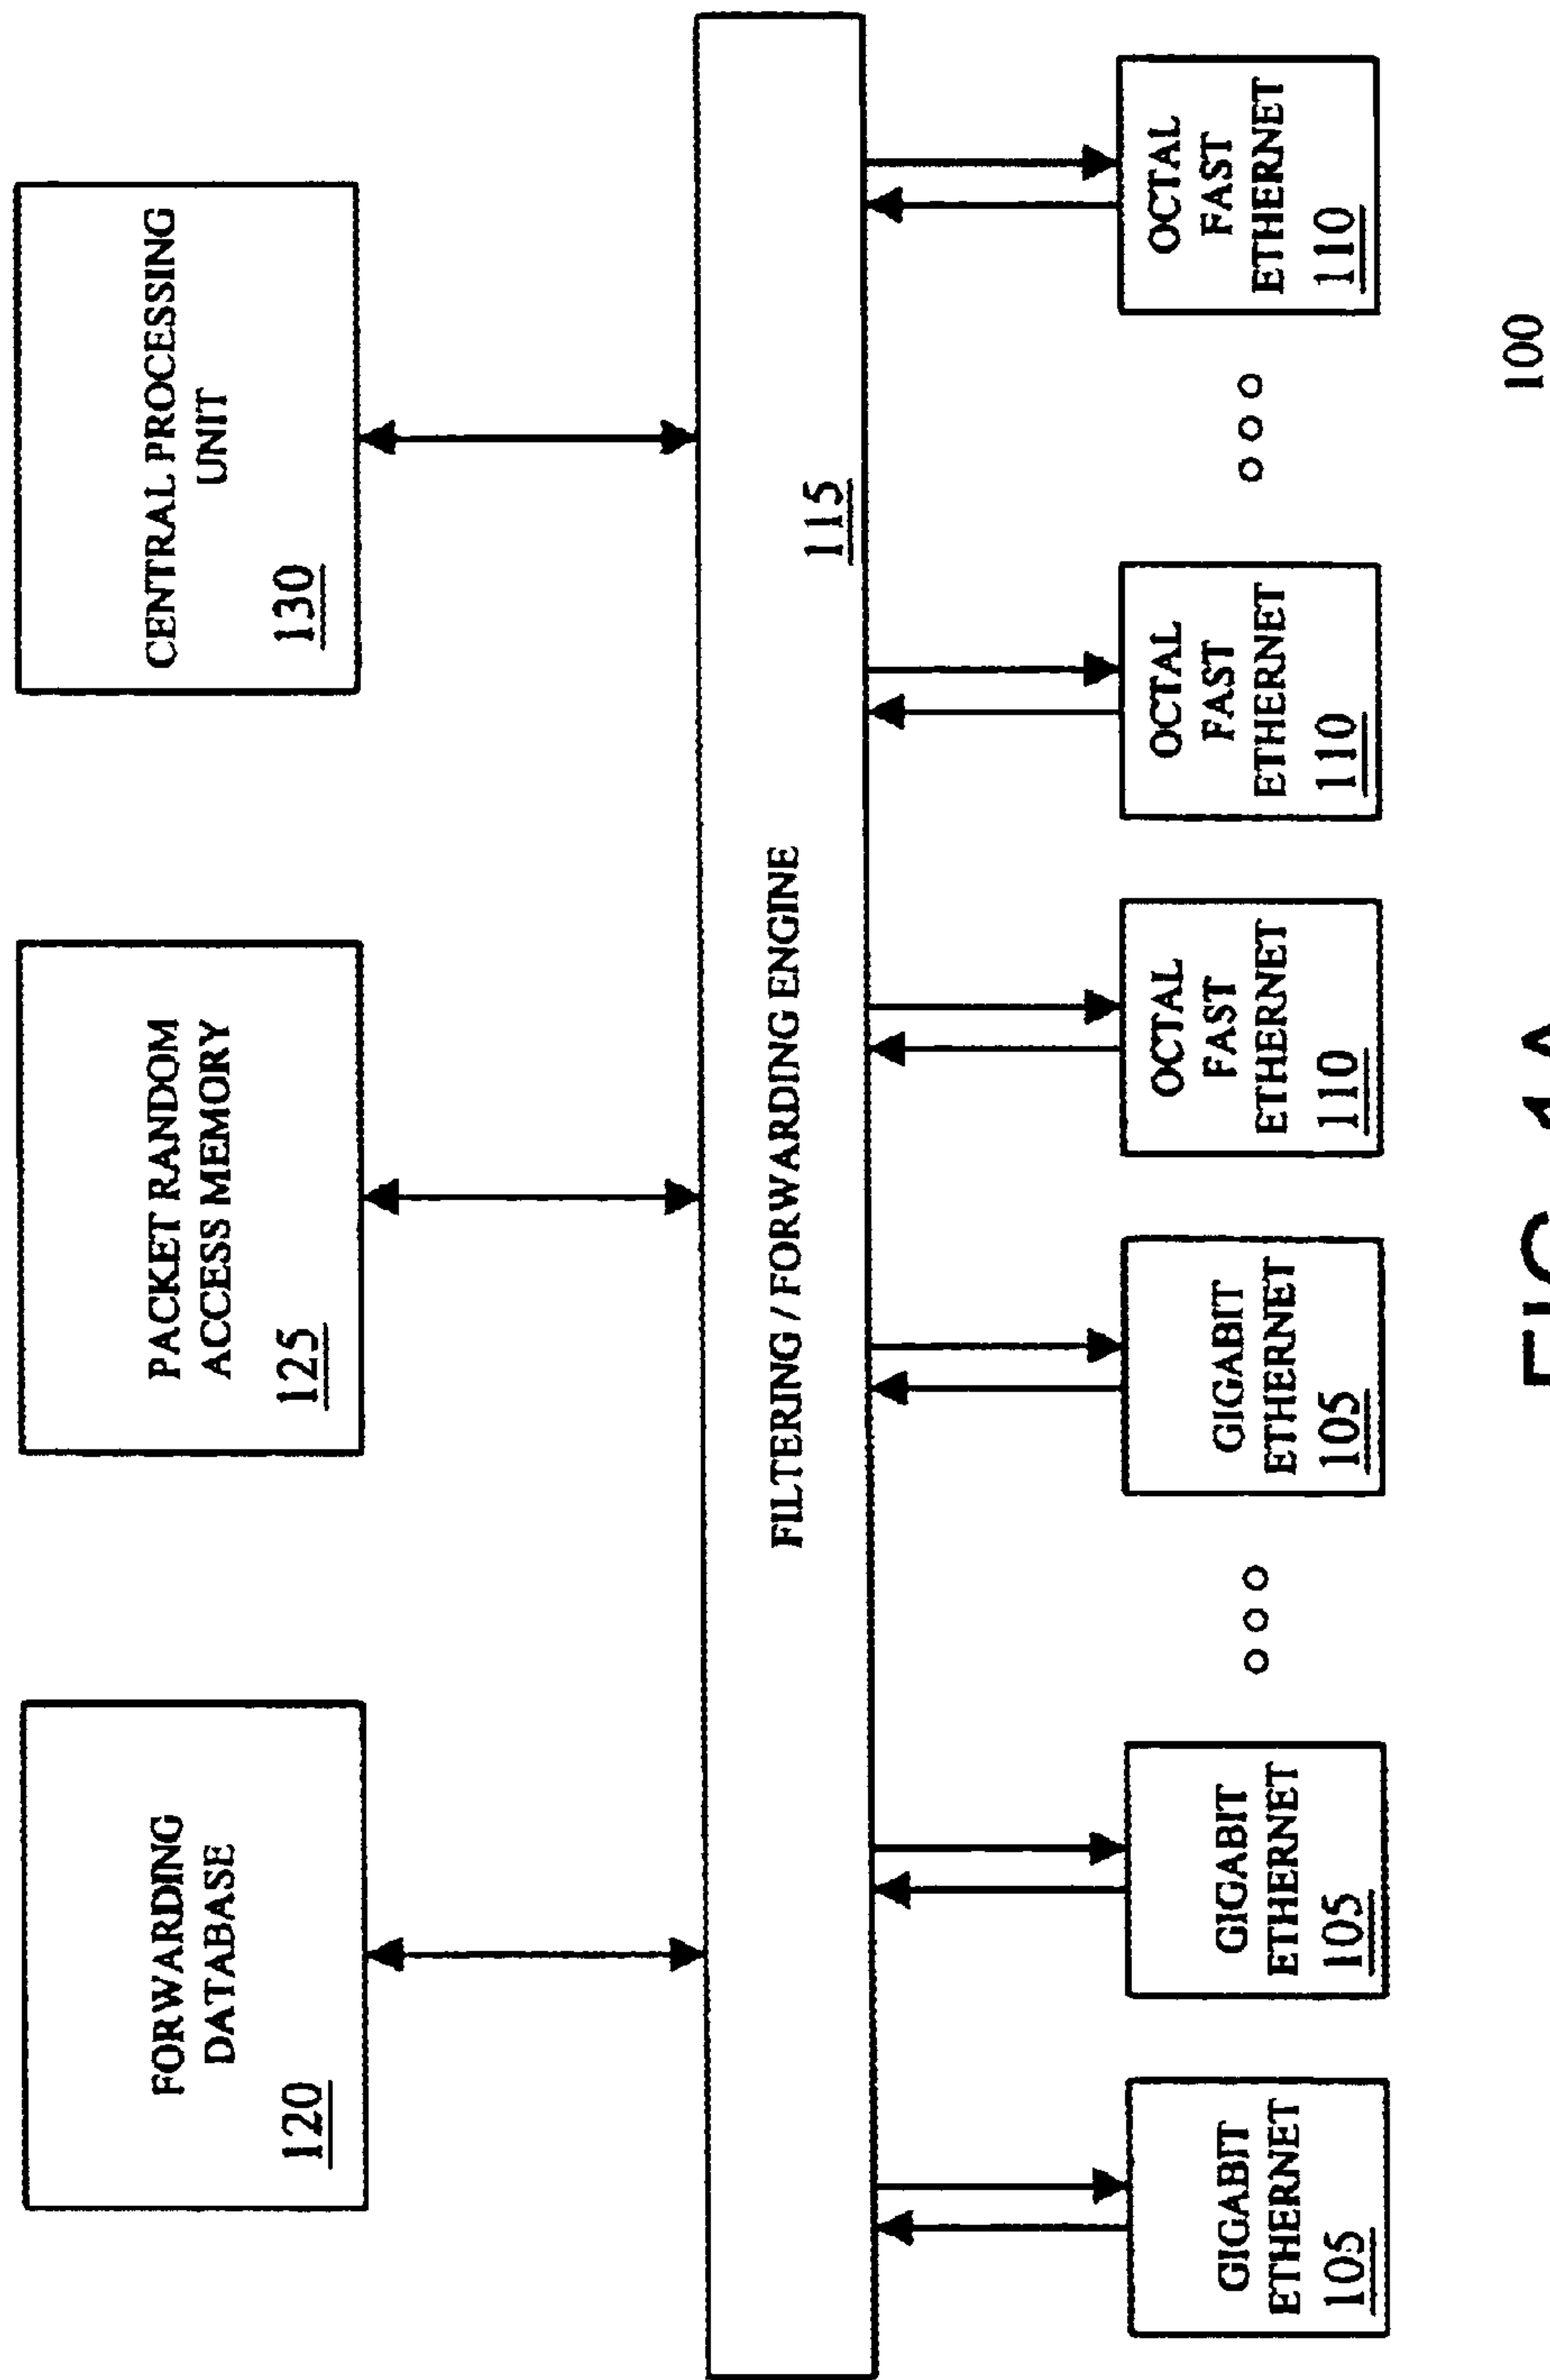 FORWARDING
DATABASE
120
PACKET RANDOM
ACCESS MEMORY
125
CENTRAL PROCESSING
UNIT
130
FILTERING / FORWARDING ENGINE
115
GIGABIT
ETHERNET
105
GIGABIT
ETHERNET
105
GIGABIT
ETHERNET
105
OCTAL
FAST
ETHERNET
110
OCTAL
FAST
ETHERNET
110
OCTAL
FAST
ETHERNET
110
100